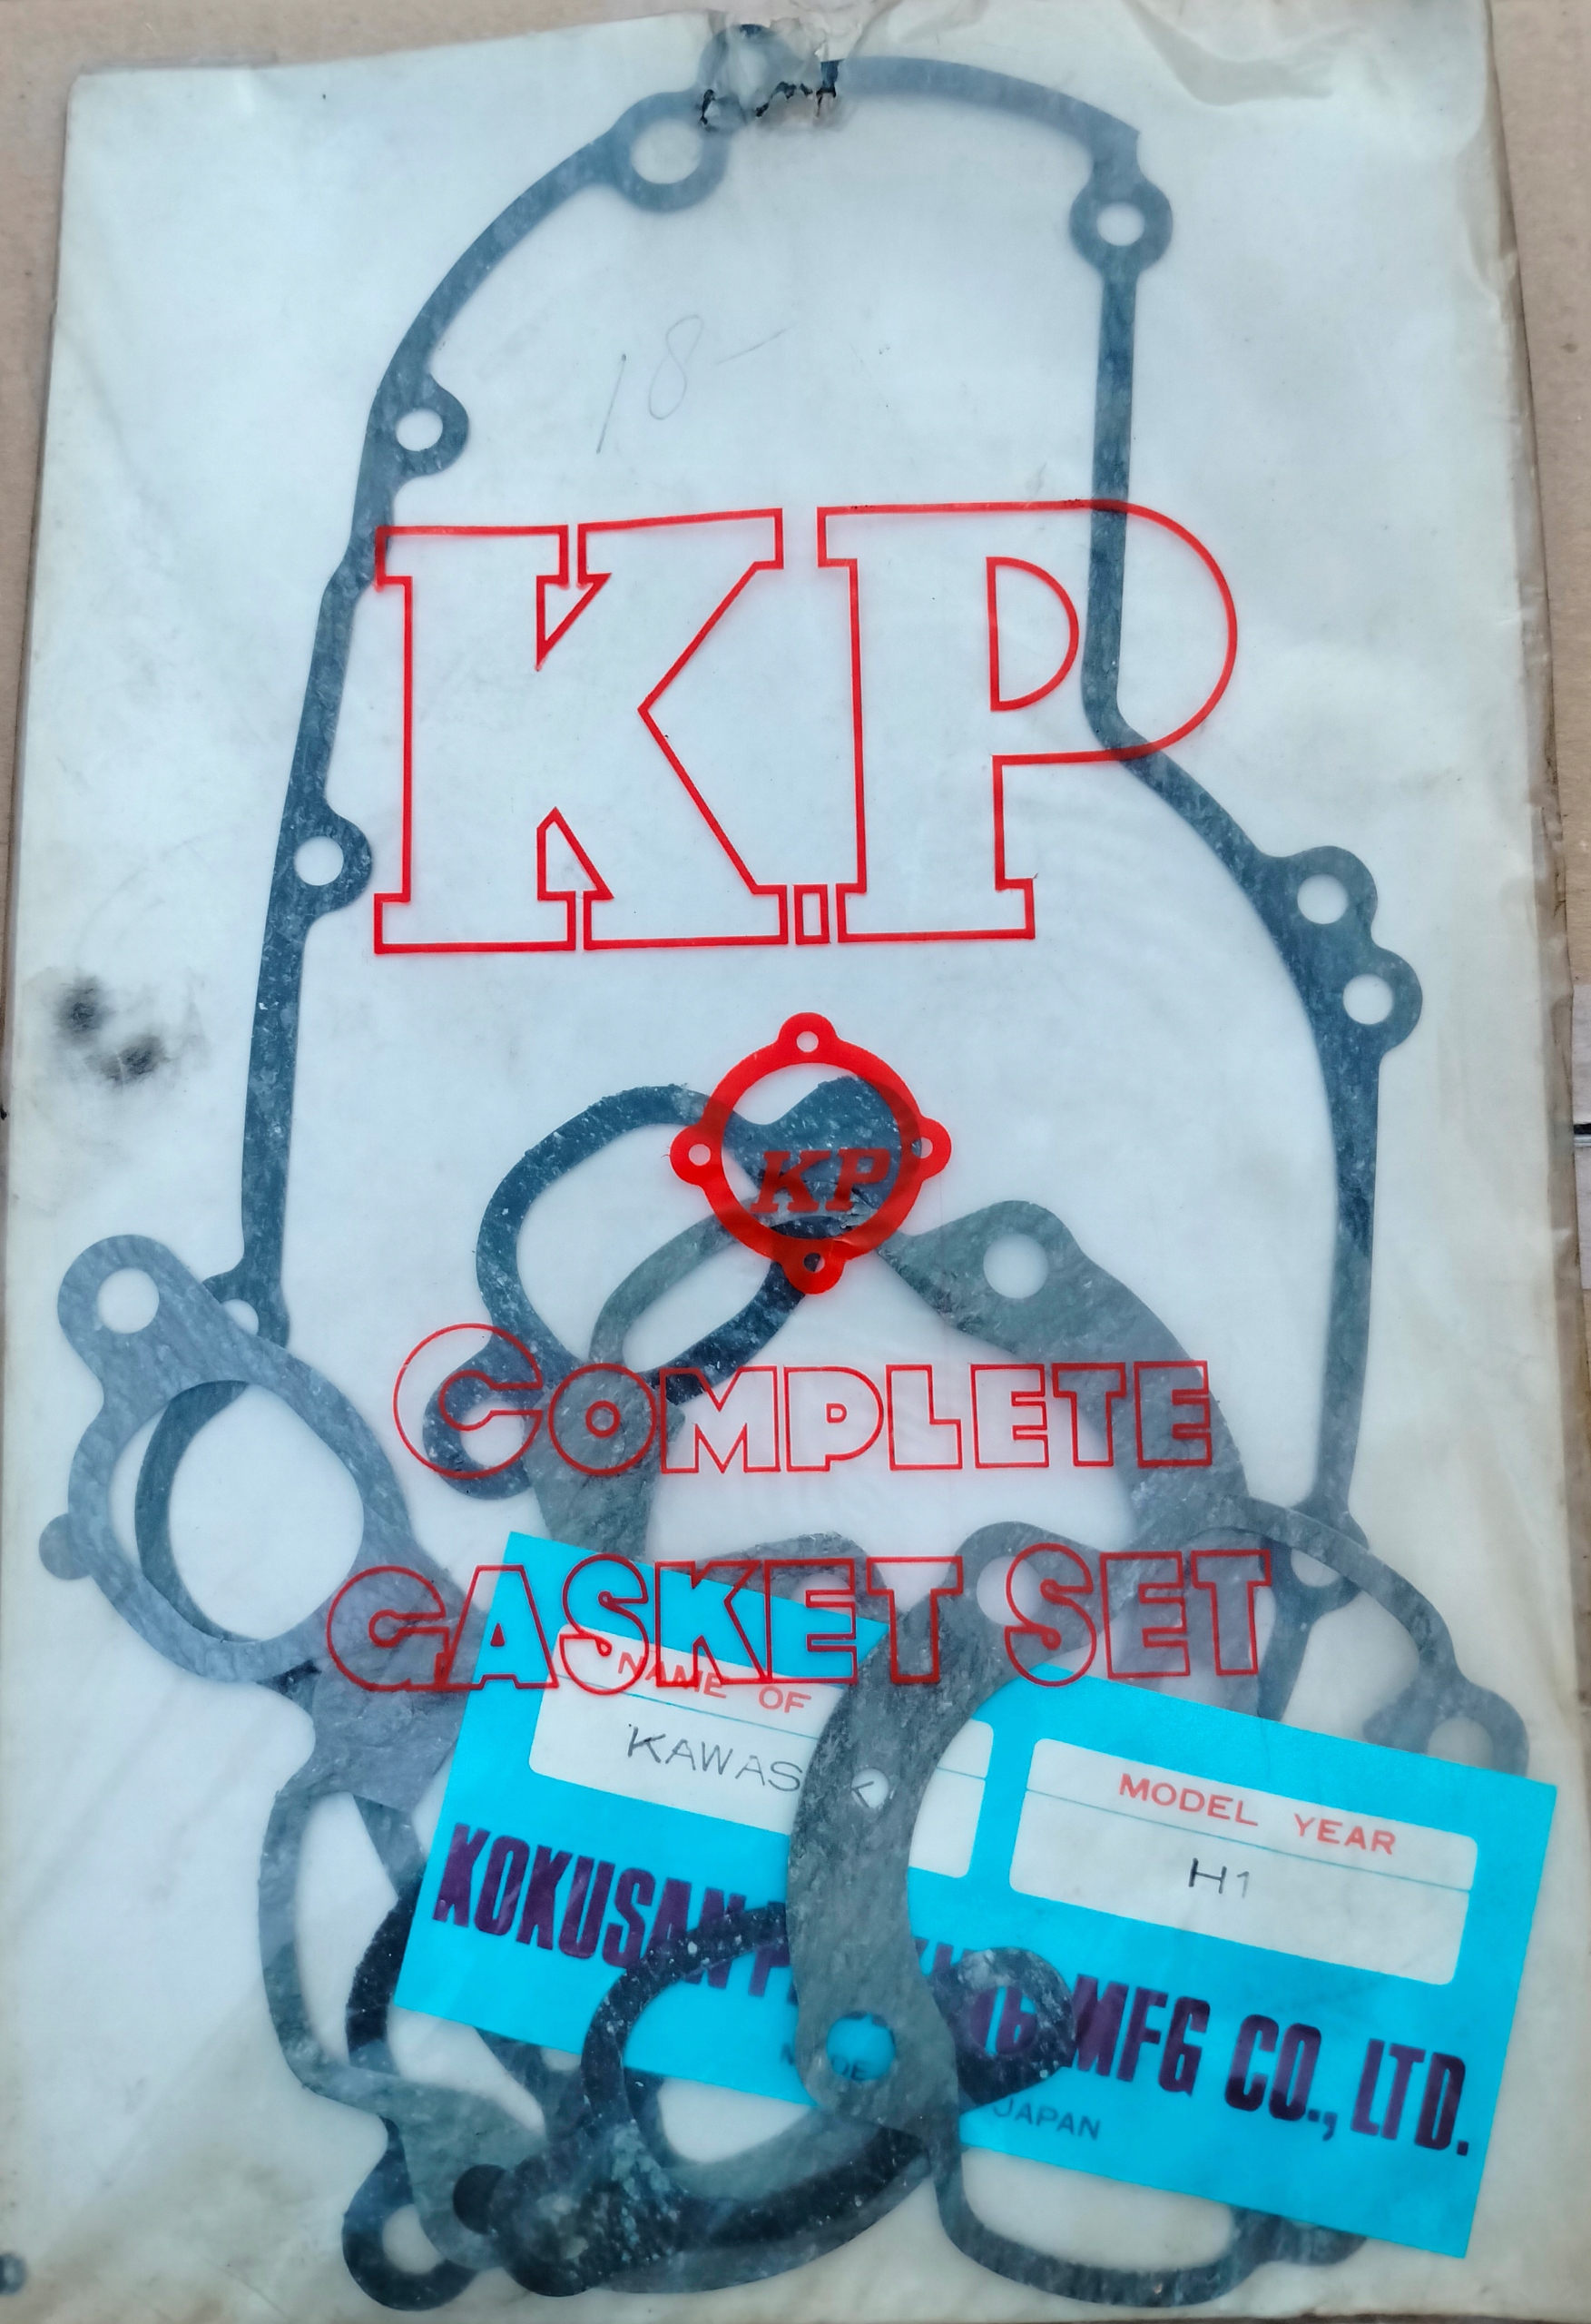 18-
K.P
KP
COMPLETE
GASKET SET
NAME OF
KAWAS K
MODEL YEAR
H1
KOKUSAN MFG CO., LTD.
JAPAN